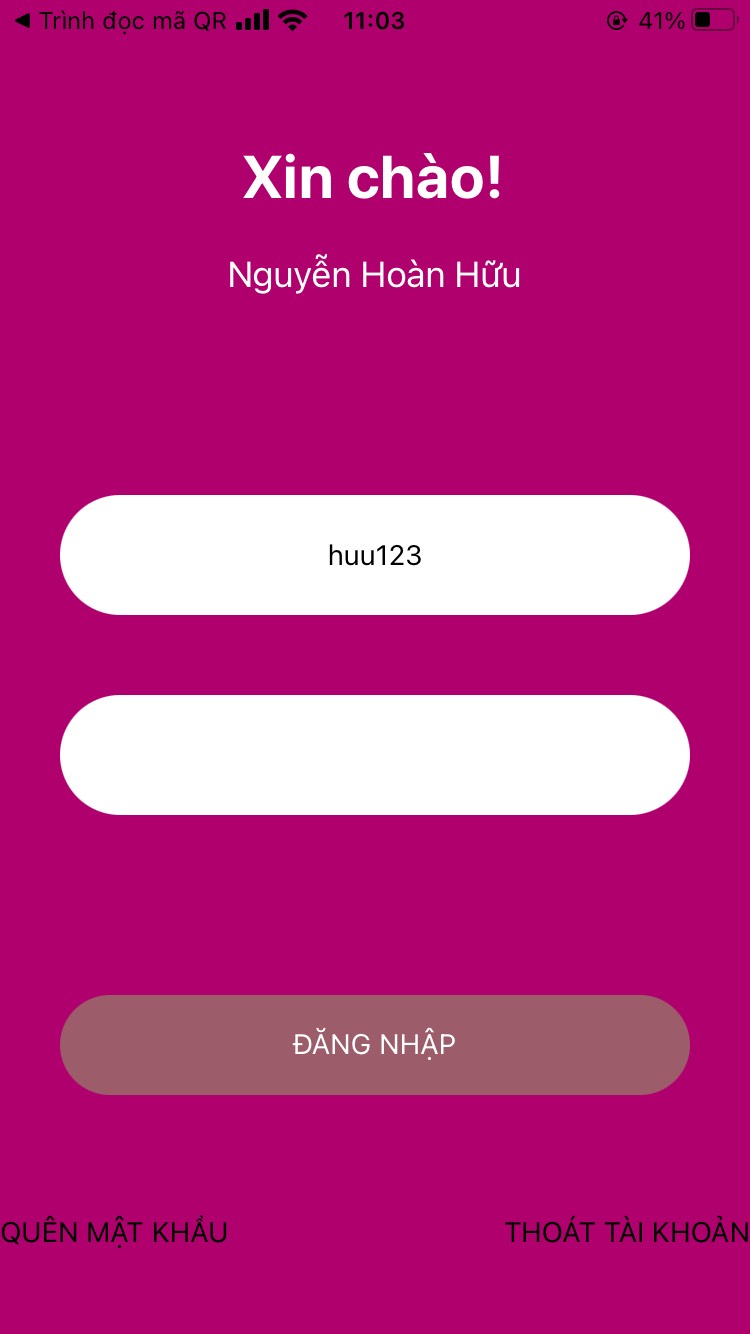 ◀ Trình đọc mã QR 11:03 41%
Xin chào!
Nguyễn Hoàn Hữu
huu123
ĐĂNG NHẬP
QUÊN MẬT KHẨU THOÁT TÀI KHOẢN